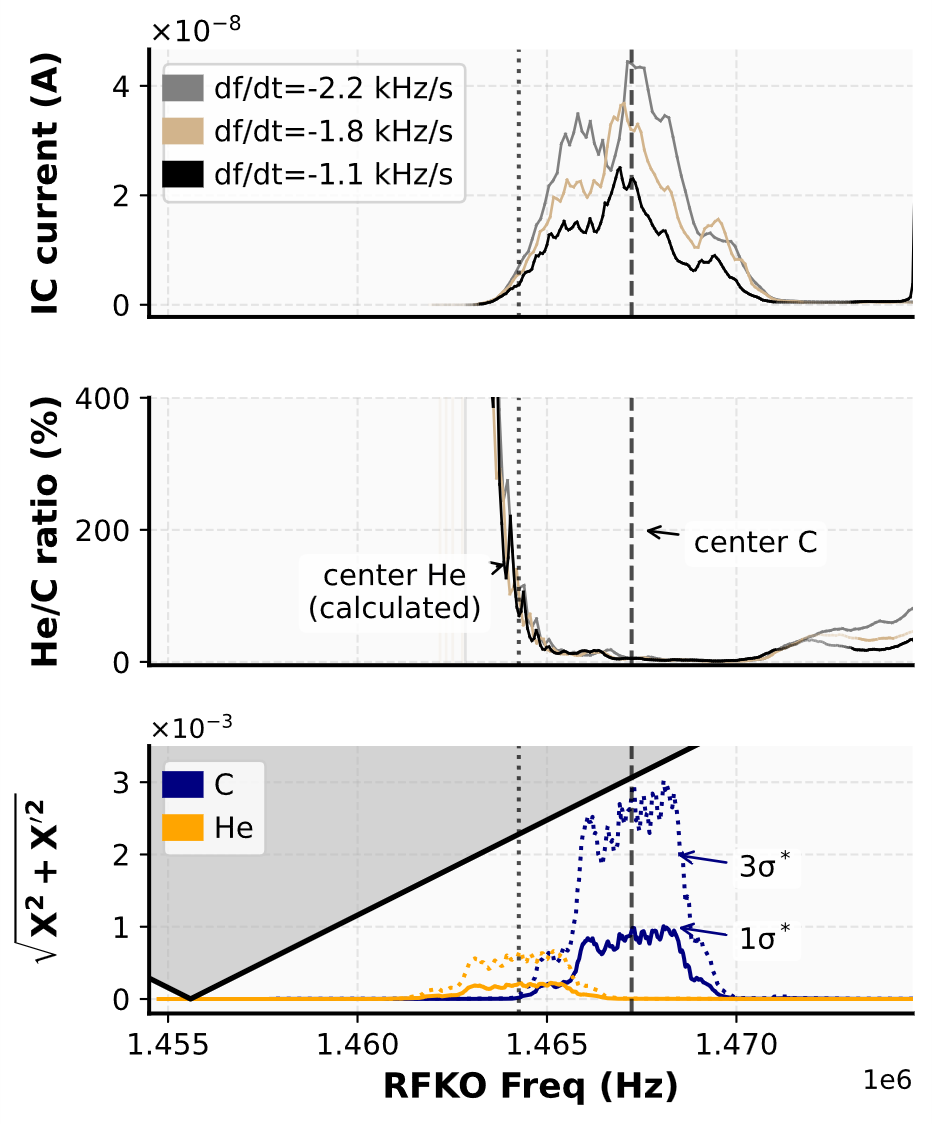 ×10⁻⁸
IC current (A)
4
2
0
df/dt=-2.2 kHz/s
df/dt=-1.8 kHz/s
df/dt=-1.1 kHz/s
He/C ratio (%)
400
200
0
center He
(calculated)
center C
×10⁻³
√X² + X′²
3
2
1
0
C
He
3σ*
1σ*
1.455
1.460
1.465
1.470
1e6
RFKO Freq (Hz)